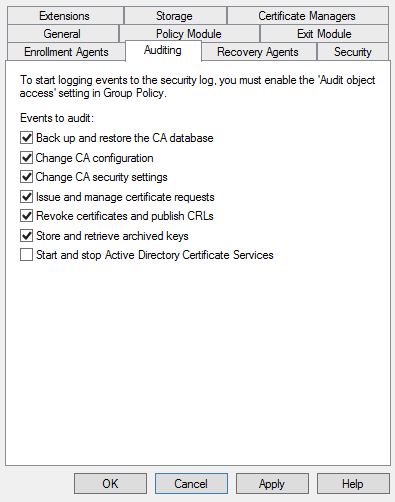 Extensions Storage Certificate Managers
General Policy Module Exit Module
Enrollment Agents Auditing Recovery Agents Security
To start logging events to the security log, you must enable the 'Audit object
access' setting in Group Policy.
Events to audit:
Back up and restore the CA database
Change CA configuration
Change CA security settings
Issue and manage certificate requests
Revoke certificates and publish CRLs
Store and retrieve archived keys
Start and stop Active Directory Certificate Services
OK Cancel Apply Help